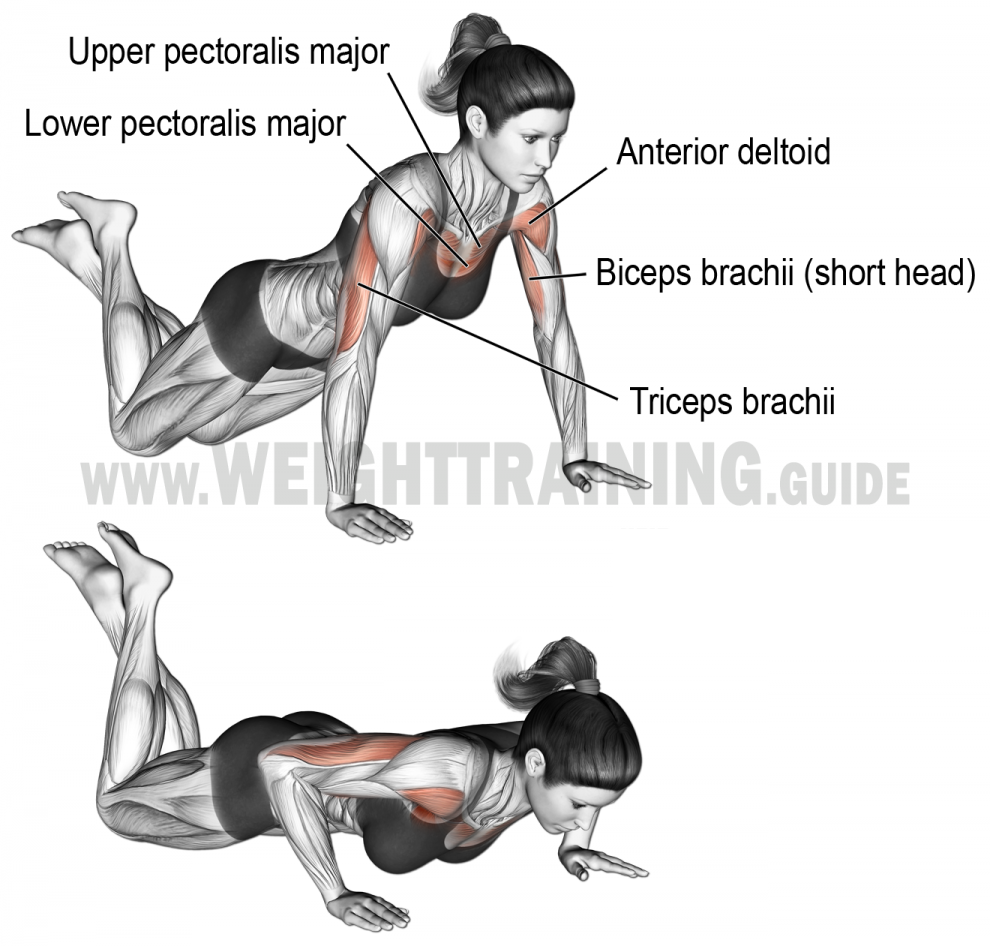 Upper pectoralis major
Lower pectoralis major
Anterior deltoid
Biceps brachii (short head)
Triceps brachii
WWW.WEIGHTTRAINING.GUIDE